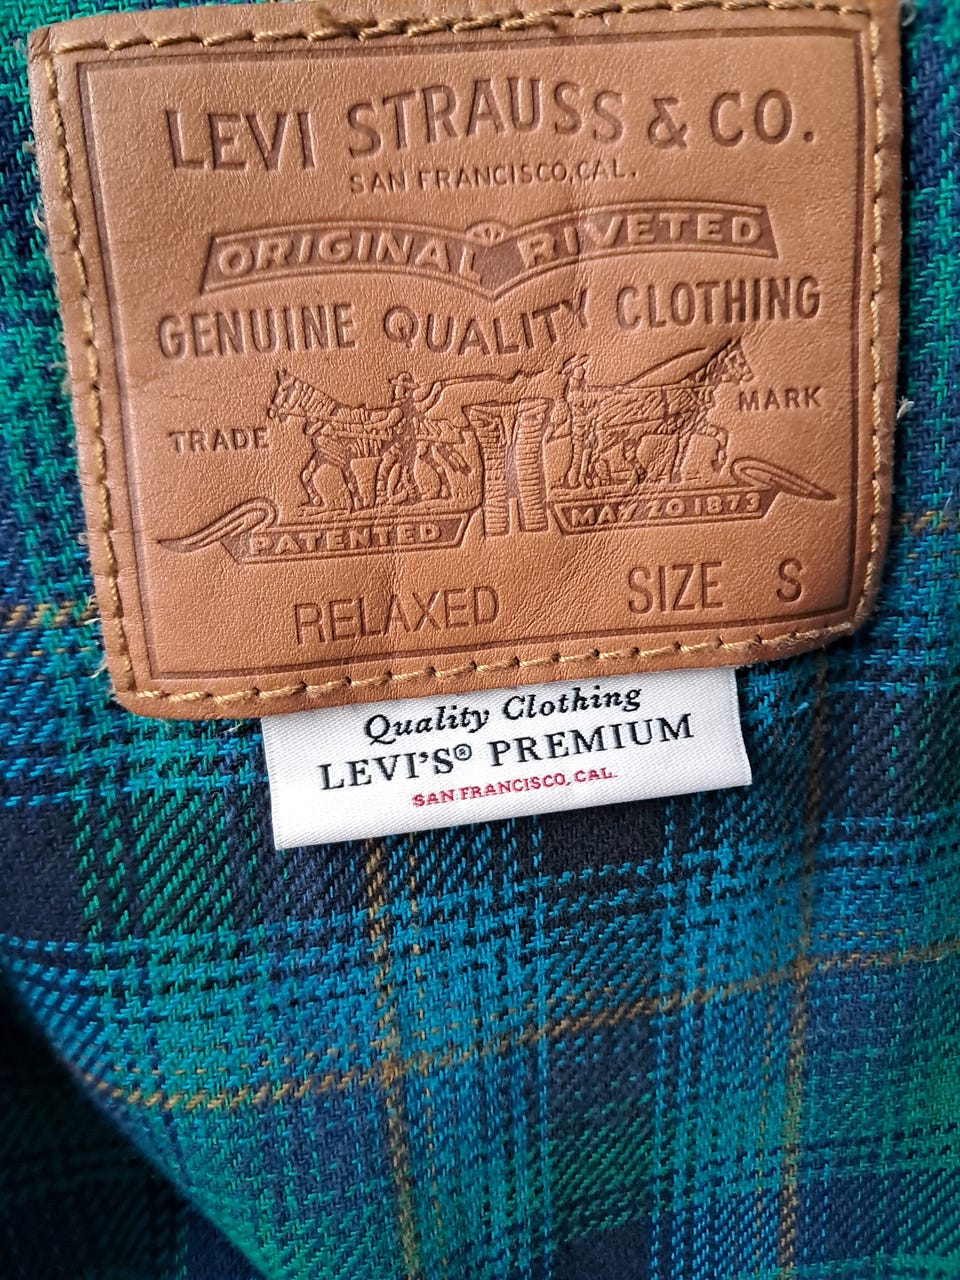 LEVI STRAUSS & CO.
SAN FRANCISCO, CAL.
ORIGINAL RIVETED
GENUINE QUALITY CLOTHING
TRADE MARK
PATENTED MAY 20 1873
RELAXED SIZE S
Quality Clothing
LEVI'S® PREMIUM
SAN FRANCISCO, CAL.